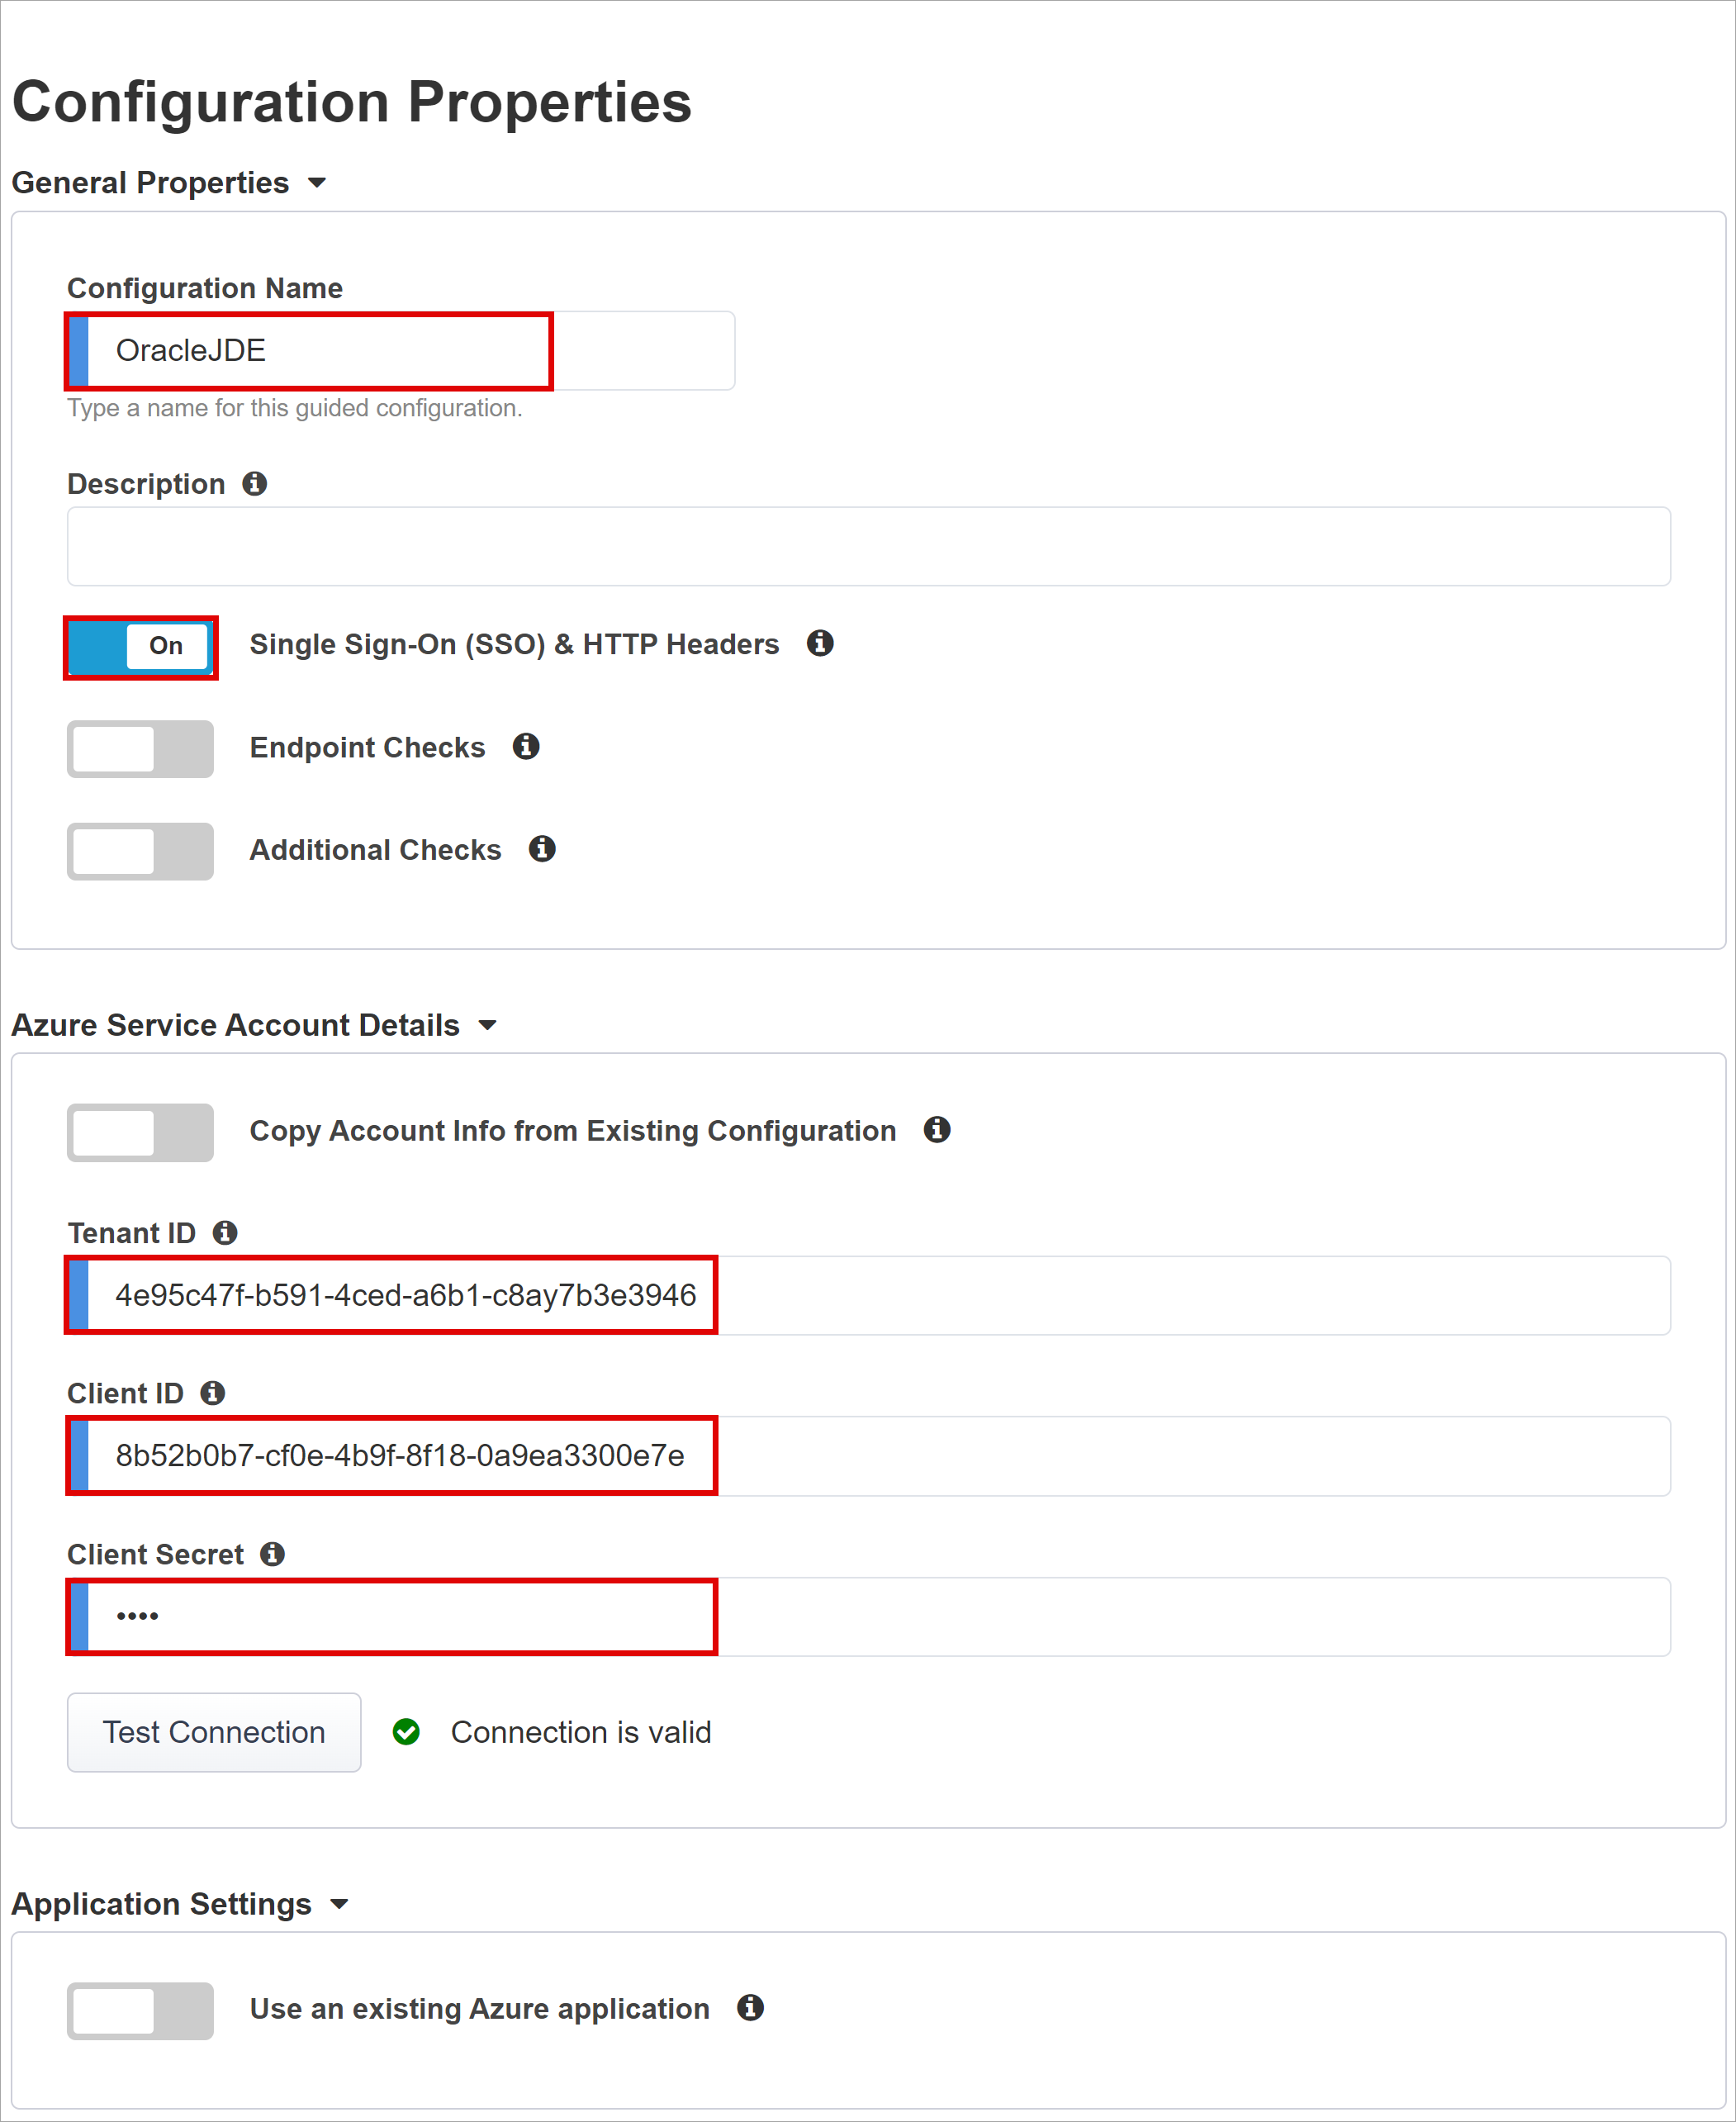 Configuration Properties
General Properties
Configuration Name
OracleJDE
Type a name for this guided configuration.
Description
On Single Sign-On (SSO) & HTTP Headers
Endpoint Checks
Additional Checks
Azure Service Account Details
Copy Account Info from Existing Configuration
Tenant ID
4e95c47f-b591-4ced-a6b1-c8ay7b3e3946
Client ID
8b52b0b7-cf0e-4b9f-8f18-0a9ea3300e7e
Client Secret
••••
Test Connection Connection is valid
Application Settings
Use an existing Azure application